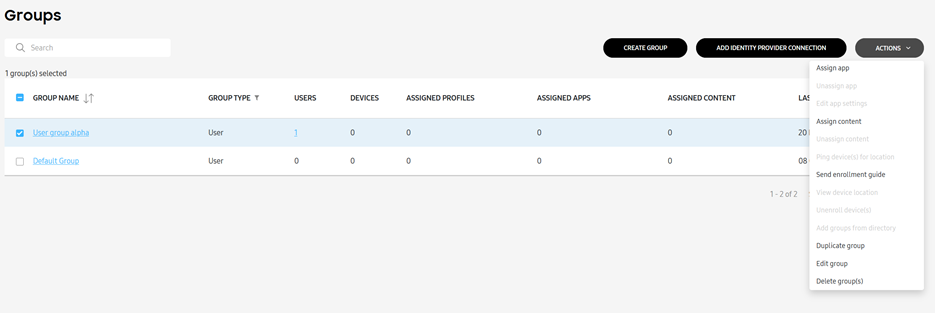 Groups
Search
CREATE GROUP
ADD IDENTITY PROVIDER CONNECTION
ACTIONS
1 group(s) selected
GROUP NAME GROUP TYPE USERS DEVICES ASSIGNED PROFILES ASSIGNED APPS ASSIGNED CONTENT LAS
User group alpha User 1 0 0 0 0 20
Default Group User 0 0 0 0 0 08
1 - 2 of 2
Assign app
Unassign app
Edit app settings
Assign content
Unassign content
Ping device(s) for location
Send enrollment guide
View device location
Unenroll device(s)
Add groups from directory
Duplicate group
Edit group
Delete group(s)